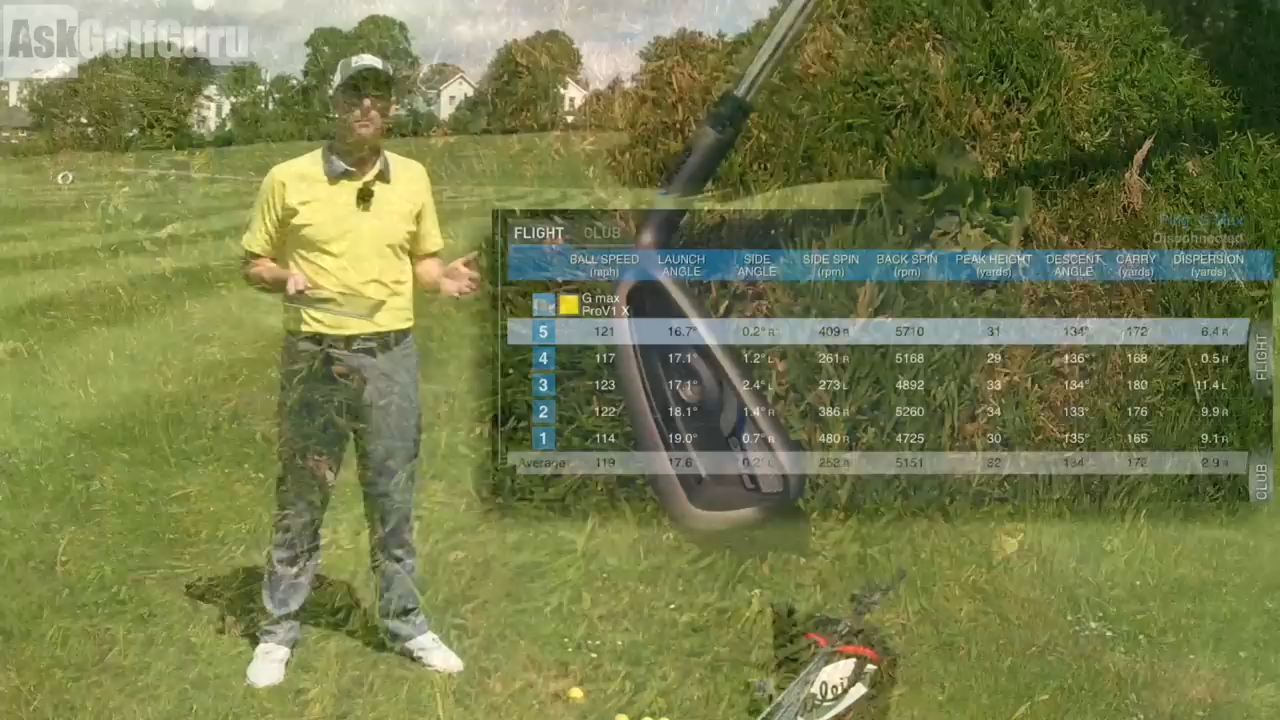 AskGolfGuru
Ping G Max
Disconnected
FLIGHT CLUB
BALL SPEED (mph) LAUNCH ANGLE SIDE ANGLE SIDE SPIN (rpm) BACK SPIN (rpm) PEAK HEIGHT (yards) DESCENT ANGLE CARRY (yards) DISPERSION (yards)
G max
ProV1 X
5 121 16.7° 0.2° R 409 R 5710 31 134° 172 6.4 R
4 117 17.1° 1.2° L 261 R 5168 29 136° 168 0.5 R
3 123 17.1° 2.4° L 273 L 4892 33 134° 180 11.4 L
2 122 18.1° 1.4° R 386 R 5260 34 133° 176 9.9 R
1 114 19.0° 0.7° R 480 R 4725 30 135° 165 9.1 R
Average 119 17.6 0.2° L 253 R 5151 32 134° 172 2.9 R
FLIGHT
CLUB